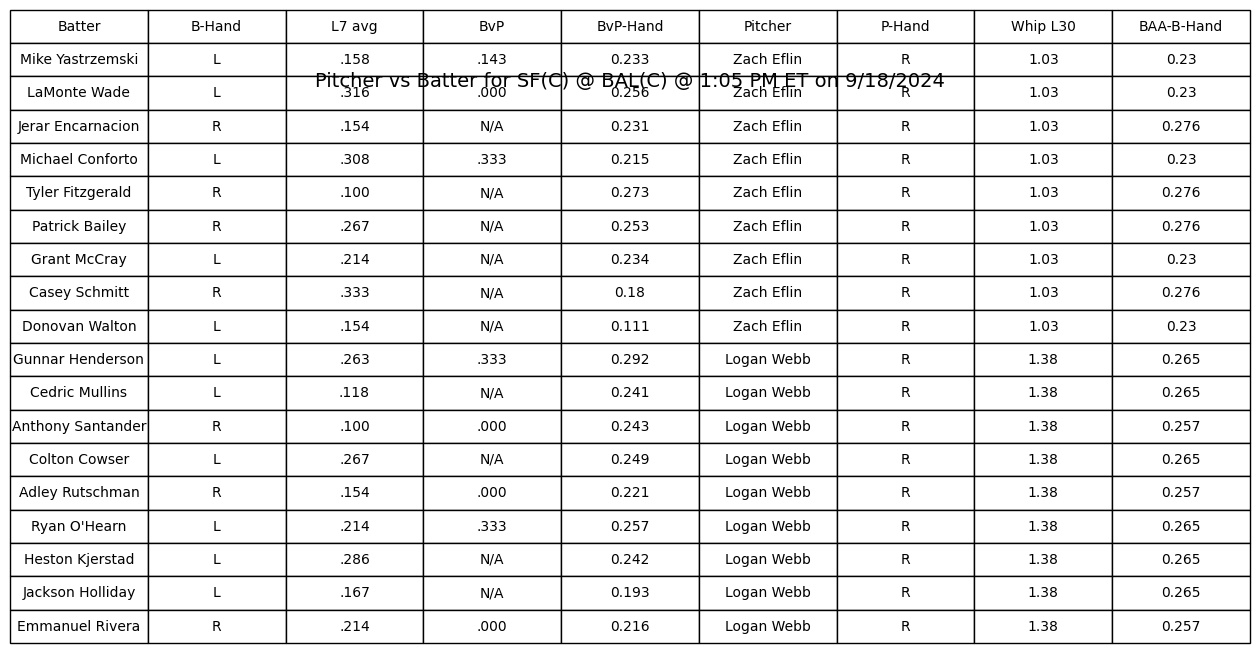 Batter B-Hand L7 avg BvP BvP-Hand Pitcher P-Hand Whip L30 BAA-B-Hand
Mike Yastrzemski L .158 .143 0.233 Zach Eflin R 1.03 0.23
Pitcher vs Batter for SF(C) @ BAL(C) @ 1:05 PM ET on 9/18/2024
LaMonte Wade L .316 .000 0.256 Zach Eflin R 1.03 0.23
Jerar Encarnacion R .154 N/A 0.231 Zach Eflin R 1.03 0.276
Michael Conforto L .308 .333 0.215 Zach Eflin R 1.03 0.23
Tyler Fitzgerald R .100 N/A 0.273 Zach Eflin R 1.03 0.276
Patrick Bailey R .267 N/A 0.253 Zach Eflin R 1.03 0.276
Grant McCray L .214 N/A 0.234 Zach Eflin R 1.03 0.23
Casey Schmitt R .333 N/A 0.18 Zach Eflin R 1.03 0.276
Donovan Walton L .154 N/A 0.111 Zach Eflin R 1.03 0.23
Gunnar Henderson L .263 .333 0.292 Logan Webb R 1.38 0.265
Cedric Mullins L .118 N/A 0.241 Logan Webb R 1.38 0.265
Anthony Santander R .100 .000 0.243 Logan Webb R 1.38 0.257
Colton Cowser L .267 N/A 0.249 Logan Webb R 1.38 0.265
Adley Rutschman R .154 .000 0.221 Logan Webb R 1.38 0.257
Ryan O'Hearn L .214 .333 0.257 Logan Webb R 1.38 0.265
Heston Kjerstad L .286 N/A 0.242 Logan Webb R 1.38 0.265
Jackson Holliday L .167 N/A 0.193 Logan Webb R 1.38 0.265
Emmanuel Rivera R .214 .000 0.216 Logan Webb R 1.38 0.257